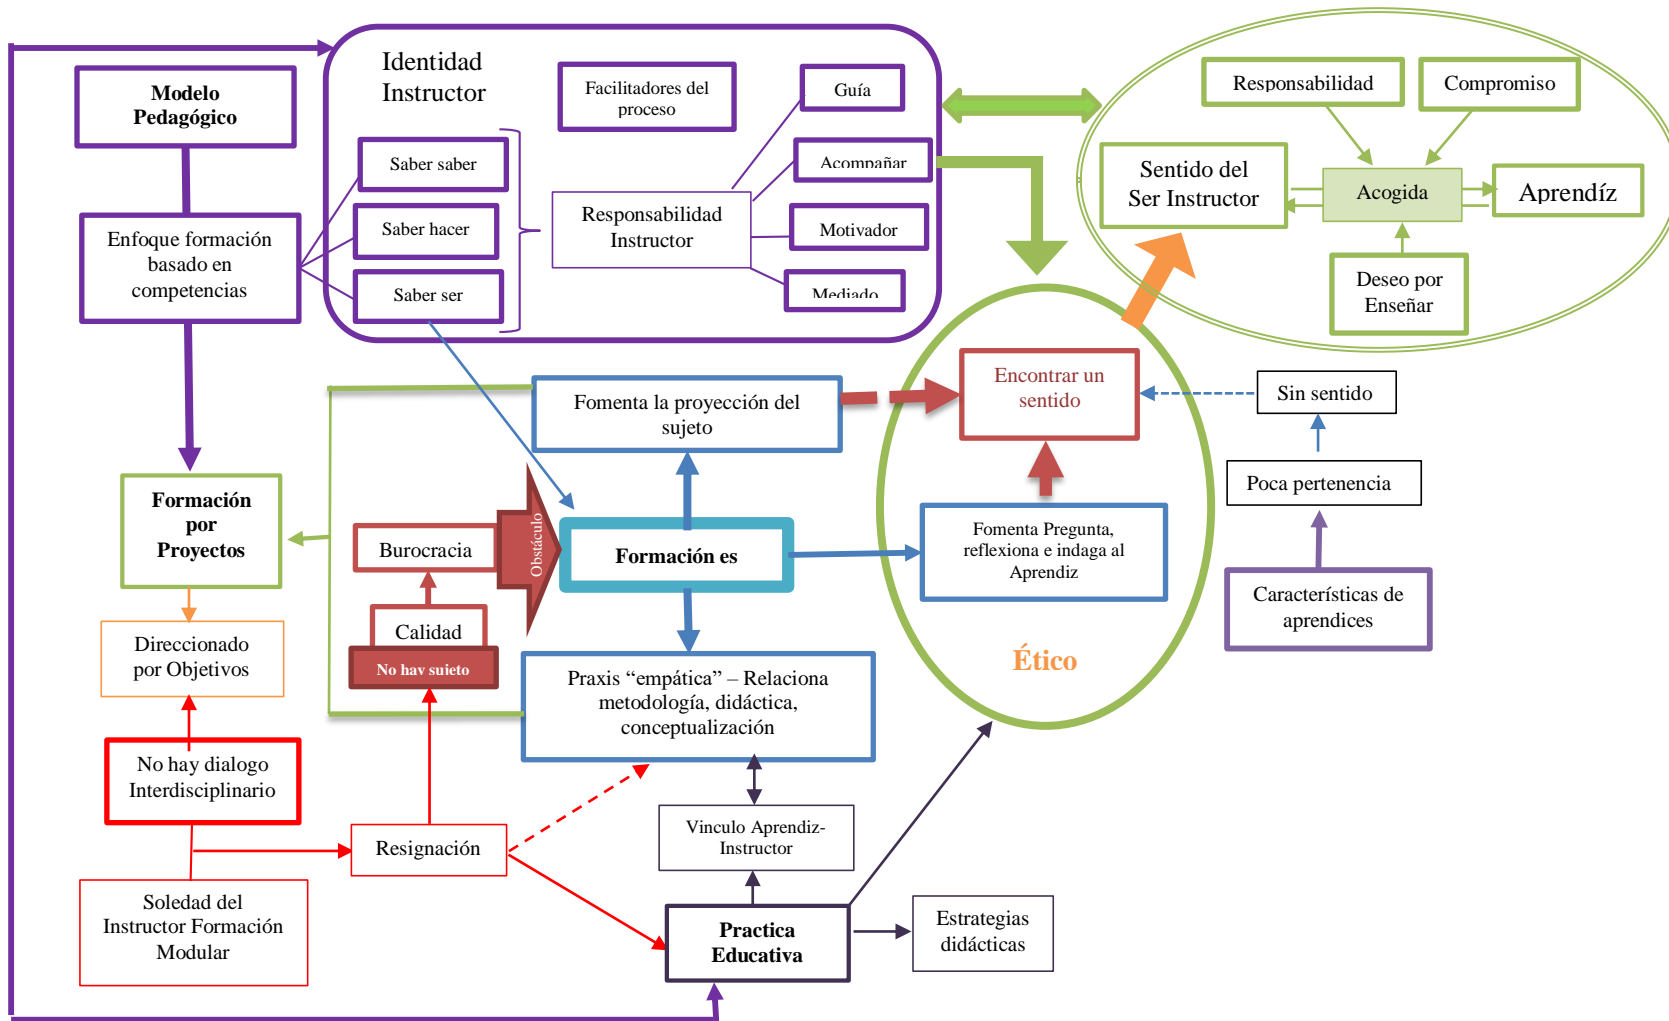 Identidad
Instructor
Modelo
Pedagógico
Facilitadores del
proceso
Guía
Saber saber
Acompañar
Enfoque formación
basado en
competencias
Saber hacer
Responsabilidad
Instructor
Motivador
Saber ser
Mediado
Responsabilidad
Compromiso
Sentido del
Ser Instructor
Acogida
Aprendíz
Deseo por
Enseñar
Fomenta la proyección del
sujeto
Encontrar un
sentido
Sin sentido
Formación
por
Proyectos
Poca pertenencia
Burocracia
Obstáculo
Formación es
Fomenta Pregunta,
reflexiona e indaga al
Aprendiz
Características de
aprendices
Calidad
No hay sujeto
Direccionado
por Objetivos
Ético
Praxis “empática” – Relaciona
metodología, didáctica,
conceptualización
No hay dialogo
Interdisciplinario
Resignación
Vinculo Aprendiz-
Instructor
Soledad del
Instructor Formación
Modular
Practica
Educativa
Estrategias
didácticas